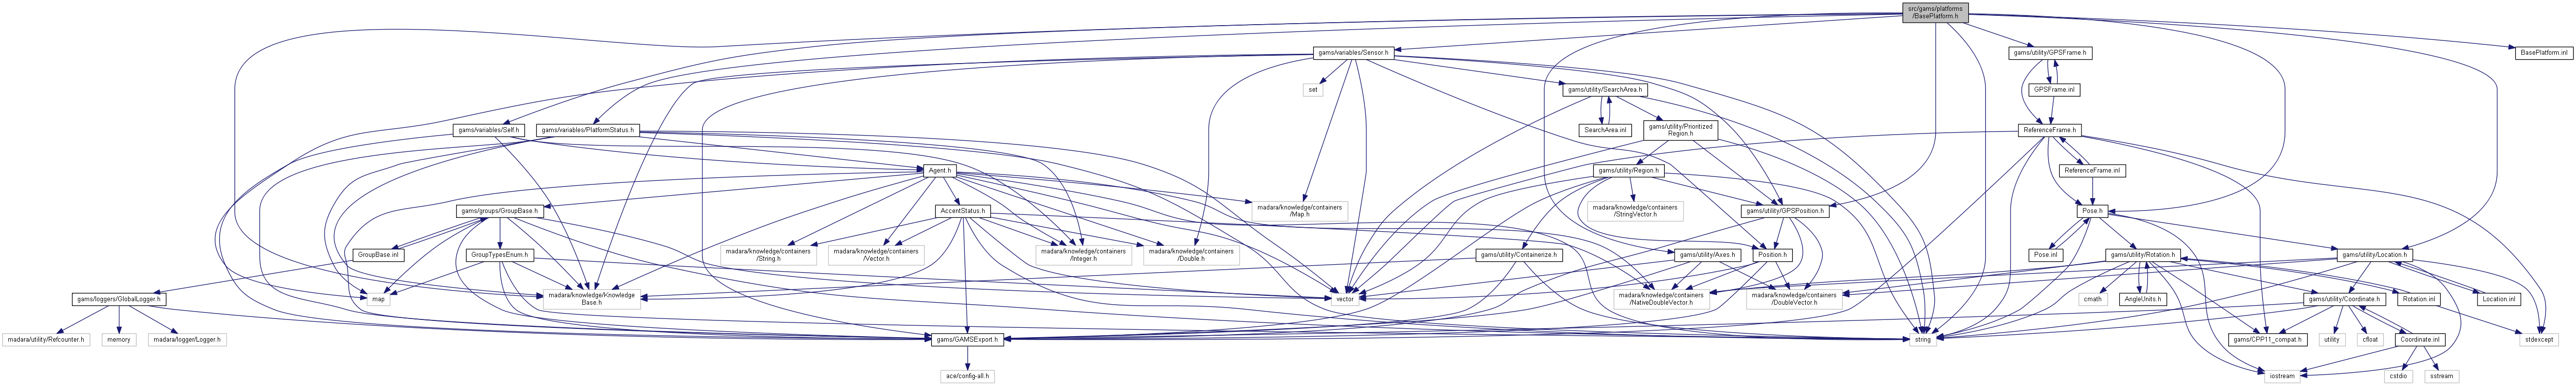 src/gams/platforms
/BasePlatform.h
gams/variables/Sensor.h
gams/utility/GPSFrame.h
BasePlatform.inl
set
gams/utility/SearchArea.h
GPSFrame.inl
gams/variables/Self.h
gams/variables/PlatformStatus.h
SearchArea.inl
gams/utility/Prioritized
Region.h
ReferenceFrame.h
Agent.h
gams/utility/Region.h
ReferenceFrame.inl
gams/groups/GroupBase.h
AccentStatus.h
madara/knowledge/containers
/Map.h
madara/knowledge/containers
/StringVector.h
gams/utility/GPSPosition.h
Pose.h
GroupBase.inl
GroupTypesEnum.h
madara/knowledge/containers
/String.h
madara/knowledge/containers
/Vector.h
madara/knowledge/containers
/Integer.h
madara/knowledge/containers
/Double.h
gams/utility/Containerize.h
gams/utility/Axes.h
Position.h
Pose.inl
gams/utility/Rotation.h
gams/utility/Location.h
gams/loggers/GlobalLogger.h
map
madara/knowledge/Knowledge
Base.h
vector
madara/knowledge/containers
/NativeDoubleVector.h
madara/knowledge/containers
/DoubleVector.h
cmath
AngleUnits.h
gams/utility/Coordinate.h
Rotation.inl
Location.inl
madara/utility/Refcounter.h
memory
madara/logger/Logger.h
gams/GAMSExport.h
string
gams/CPP11_compat.h
utility
cfloat
Coordinate.inl
stdexcept
ace/config-all.h
iostream
cstdio
sstream